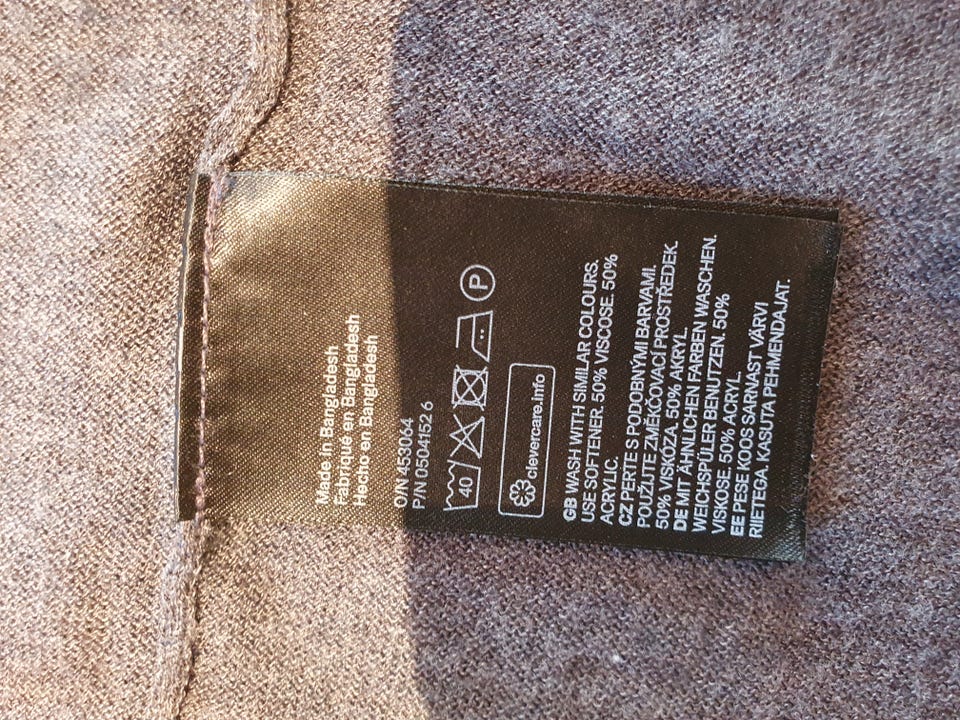 Made in Bangladesh
Fabriqué en Bangladesh
Hecho en Bangladesh
O/N 453064
P/N 0504152 6
40 P
clevercare.info
GB WASH WITH SIMILAR COLOURS.
USE SOFTENER. 50% VISCOSE. 50%
ACRYLIC.
CZ PERTE S PODOBNÝMI BARVAMI.
POUŽIJTE ZMĚKČOVACÍ PROSTŘEDEK.
50% VISKÓZA. 50% AKRYL.
DE MIT ÄHNLICHEN FARBEN WASCHEN.
WEICHSPÜLER BENUTZEN. 50%
VISKOSE. 50% ACRYL.
EE PESE KOOS SARNAST VÄRVI
RIIETEGA. KASUTA PEHMENDAJAT.